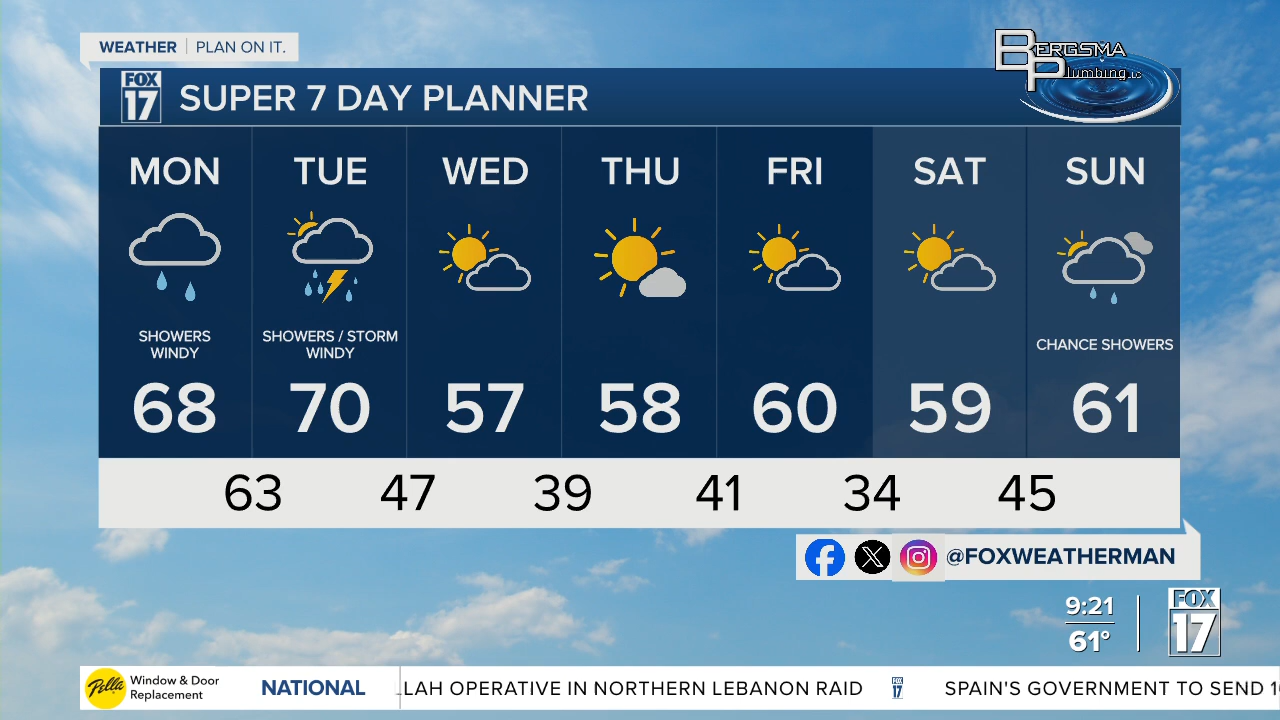 WEATHER | PLAN ON IT.
BERGSMA
Plumbing, LLC
FOX
17
SUPER 7 DAY PLANNER
MON TUE WED THU FRI SAT SUN
SHOWERS
WINDY
SHOWERS / STORM
WINDY
CHANCE SHOWERS
68 70 57 58 60 59 61
63 47 39 41 34 45
@FOXWEATHERMAN
9:21
61°
FOX
17
Pella
Window & Door
Replacement
NATIONAL
LAH OPERATIVE IN NORTHERN LEBANON RAID
FOX
17
SPAIN'S GOVERNMENT TO SEND 1